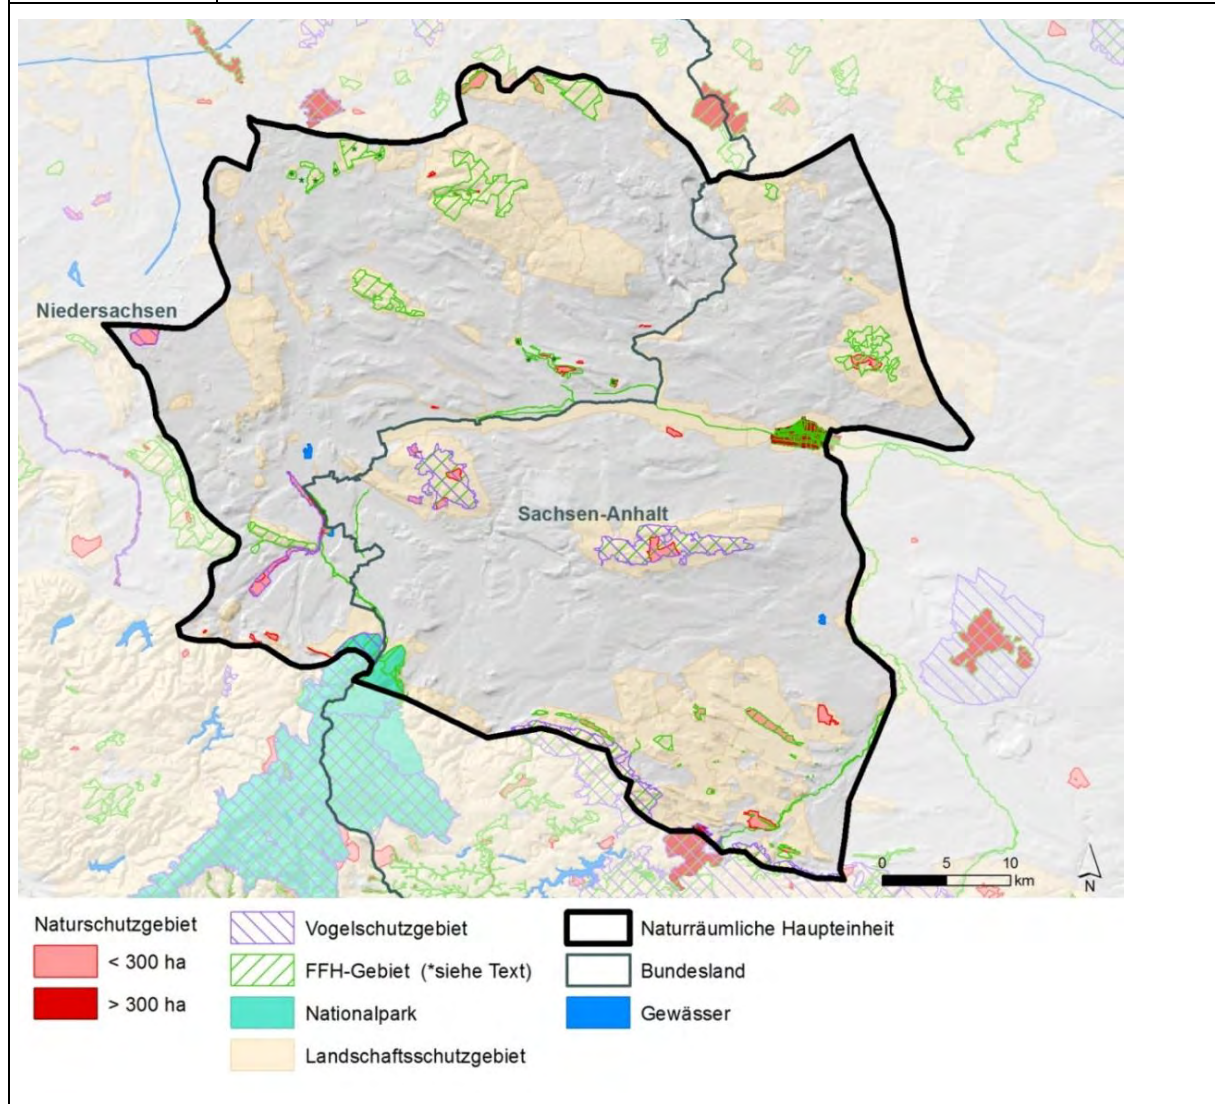 Niedersachsen
Sachsen-Anhalt
0 5 10
km
N
Naturschutzgebiet
< 300 ha
> 300 ha
Vogelschutzgebiet
FFH-Gebiet (*siehe Text)
Nationalpark
Landschaftsschutzgebiet
Naturräumliche Haupteinheit
Bundesland
Gewässer